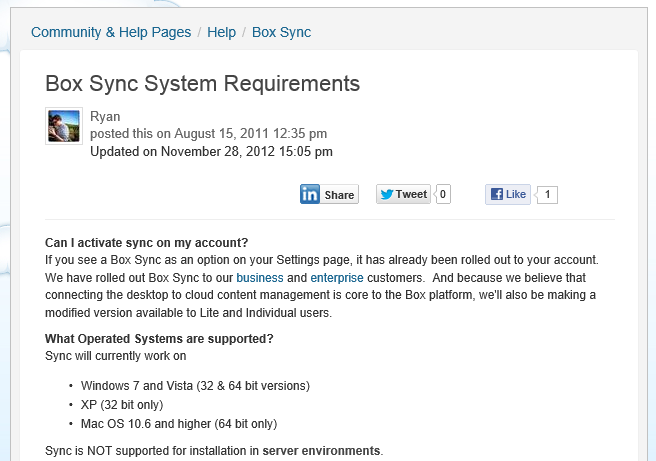 Community & Help Pages / Help / Box Sync
Box Sync System Requirements
Ryan
posted this on August 15, 2011 12:35 pm
Updated on November 28, 2012 15:05 pm
in Share Tweet 0 f Like 1
Can I activate sync on my account?
If you see a Box Sync as an option on your Settings page, it has already been rolled out to your account.
We have rolled out Box Sync to our business and enterprise customers.  And because we believe that
connecting the desktop to cloud content management is core to the Box platform, we'll also be making a
modified version available to Lite and Individual users.
What Operated Systems are supported?
Sync will currently work on
• Windows 7 and Vista (32 & 64 bit versions)
• XP (32 bit only)
• Mac OS 10.6 and higher (64 bit only)
Sync is NOT supported for installation in server environments.